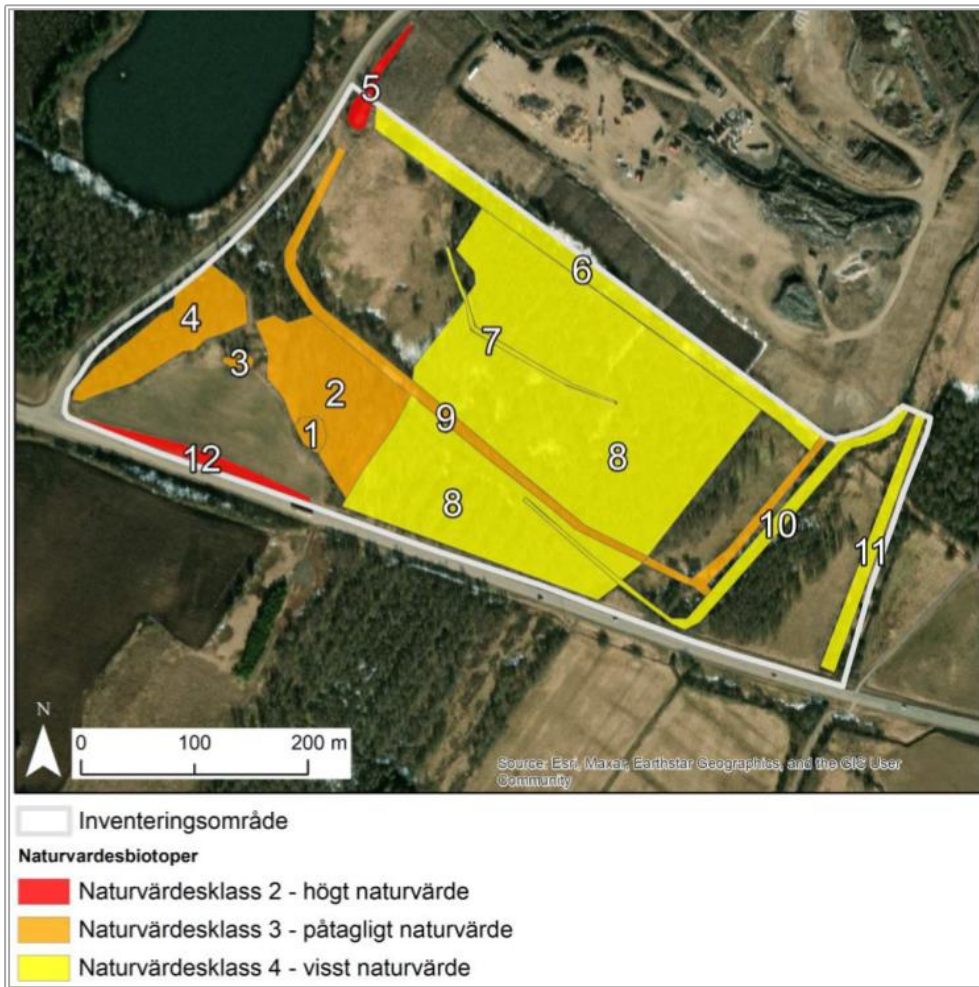 5
6
4
7
3
2
9
1
8
12
8
10
11
N
0 100 200 m
Source: Esri, Maxar, Earthstar Geographics, and the GIS User
Community
Inventeringsområde
Naturvardesbiotoper
Naturvärdesklass 2 - högt naturvärde
Naturvärdesklass 3 - påtagligt naturvärde
Naturvärdesklass 4 - visst naturvärde